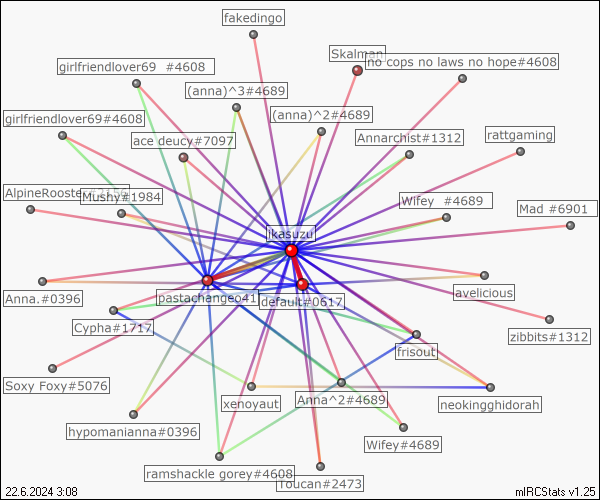 fakedingo
Skalman
no cops no laws no hope#4608
girlfriendlover69 #4608
(anna)^3#4689
girlfriendlover69#4608
(anna)^2#4689
ace deucy#7097
Annarchist#1312
rattgaming
AlpineRooster
Mushy#1984
Wifey #4689
Mad #6901
jkasuzu
Anna.#0396
pastachangeo41
default#0617
avelicious
Cypha#1717
zibbits#1312
frisout
Soxy Foxy#5076
xenoyaut
Anna^2#4689
neokingghidorah
hypomanianna#0396
Wifey#4689
ramshackle gorey#4608
Toucan#2473
22.6.2024 3:08
mIRCStats v1.25